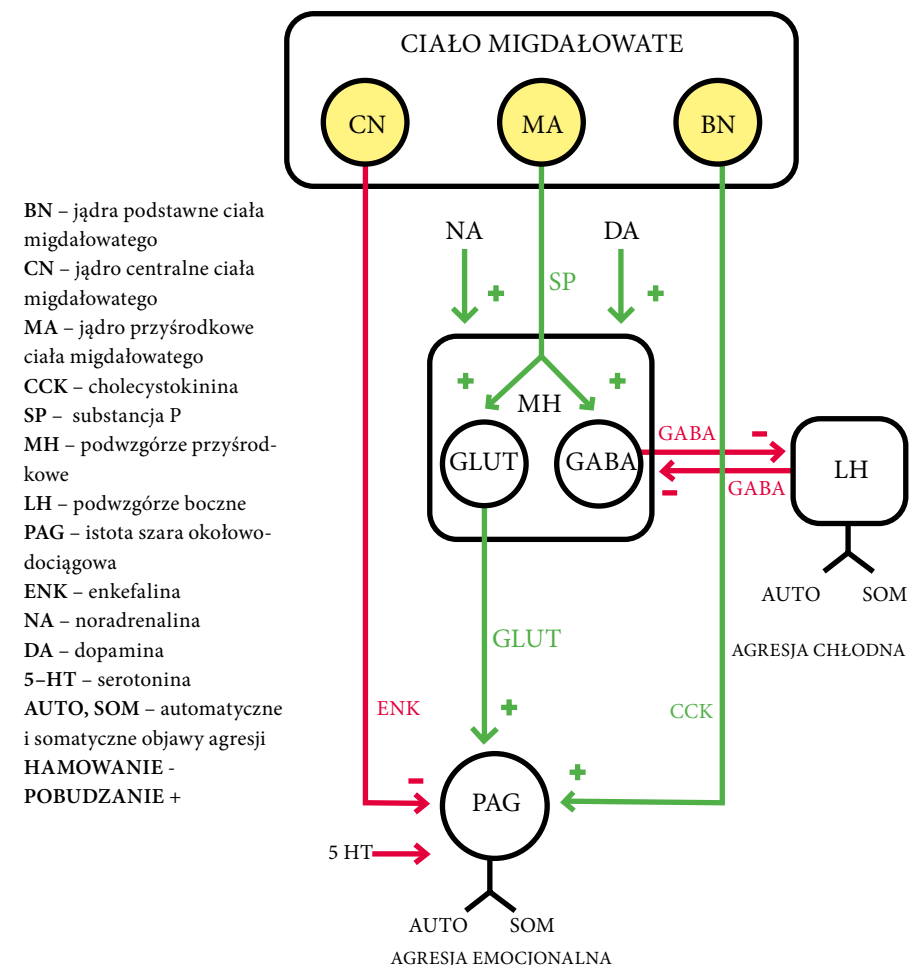 CIAŁO MIGDAŁOWATE
CN
MA
BN
BN – jądra podstawne ciała
migdałowatego
CN – jądro centralne ciała
migdałowatego
MA – jądro przyśrodkowe
ciała migdałowatego
CCK – cholecystokinina
SP – substancja P
MH – podwzgórze przyśrod-
kowe
LH – podwzgórze boczne
PAG – istota szara okołowo-
dociągowa
ENK – enkefalina
NA – noradrenalina
DA – dopamina
5–HT – serotonina
AUTO, SOM – automatyczne
i somatyczne objawy agresji
HAMOWANIE -
POBUDZANIE +
NA
DA
SP
+
+
+
+
MH
GLUT
GABA
GABA
–
–
GABA
LH
AUTO
SOM
AGRESJA CHŁODNA
GLUT
+
ENK
–
CCK
+
PAG
5 HT
AUTO
SOM
AGRESJA EMOCJONALNA